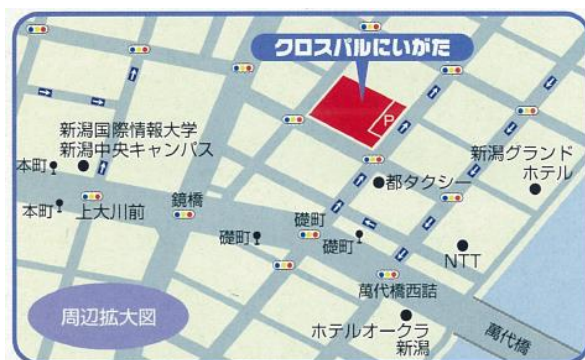 クロスパルにいがた
P
新潟国際情報大学
新潟中央キャンパス
本町
新潟グランド
ホテル
都タクシー
本町
上大川前
鏡橋
礎町
礎町
礎町
NTT
萬代橋西詰
周辺拡大図
ホテルオークラ
新潟
萬代橋